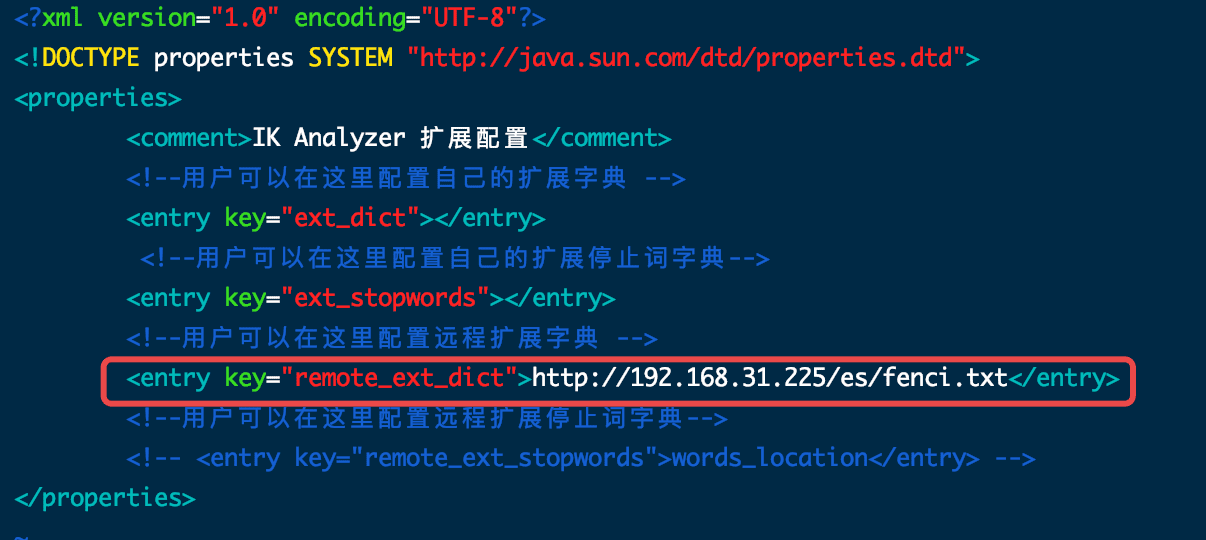 <?xml version="1.0" encoding="UTF-8"?>
<!DOCTYPE properties SYSTEM "http://java.sun.com/dtd/properties.dtd">
<properties>
<comment>IK Analyzer 扩展配置</comment>
<!--用户可以在这里配置自己的扩展字典 -->
<entry key="ext_dict"></entry>
<!--用户可以在这里配置自己的扩展停止词字典-->
<entry key="ext_stopwords"></entry>
<!--用户可以在这里配置远程扩展字典 -->
<entry key="remote_ext_dict">http://192.168.31.225/es/fenci.txt</entry>
<!--用户可以在这里配置远程扩展停止词字典-->
<!-- <entry key="remote_ext_stopwords">words_location</entry> -->
</properties>
~